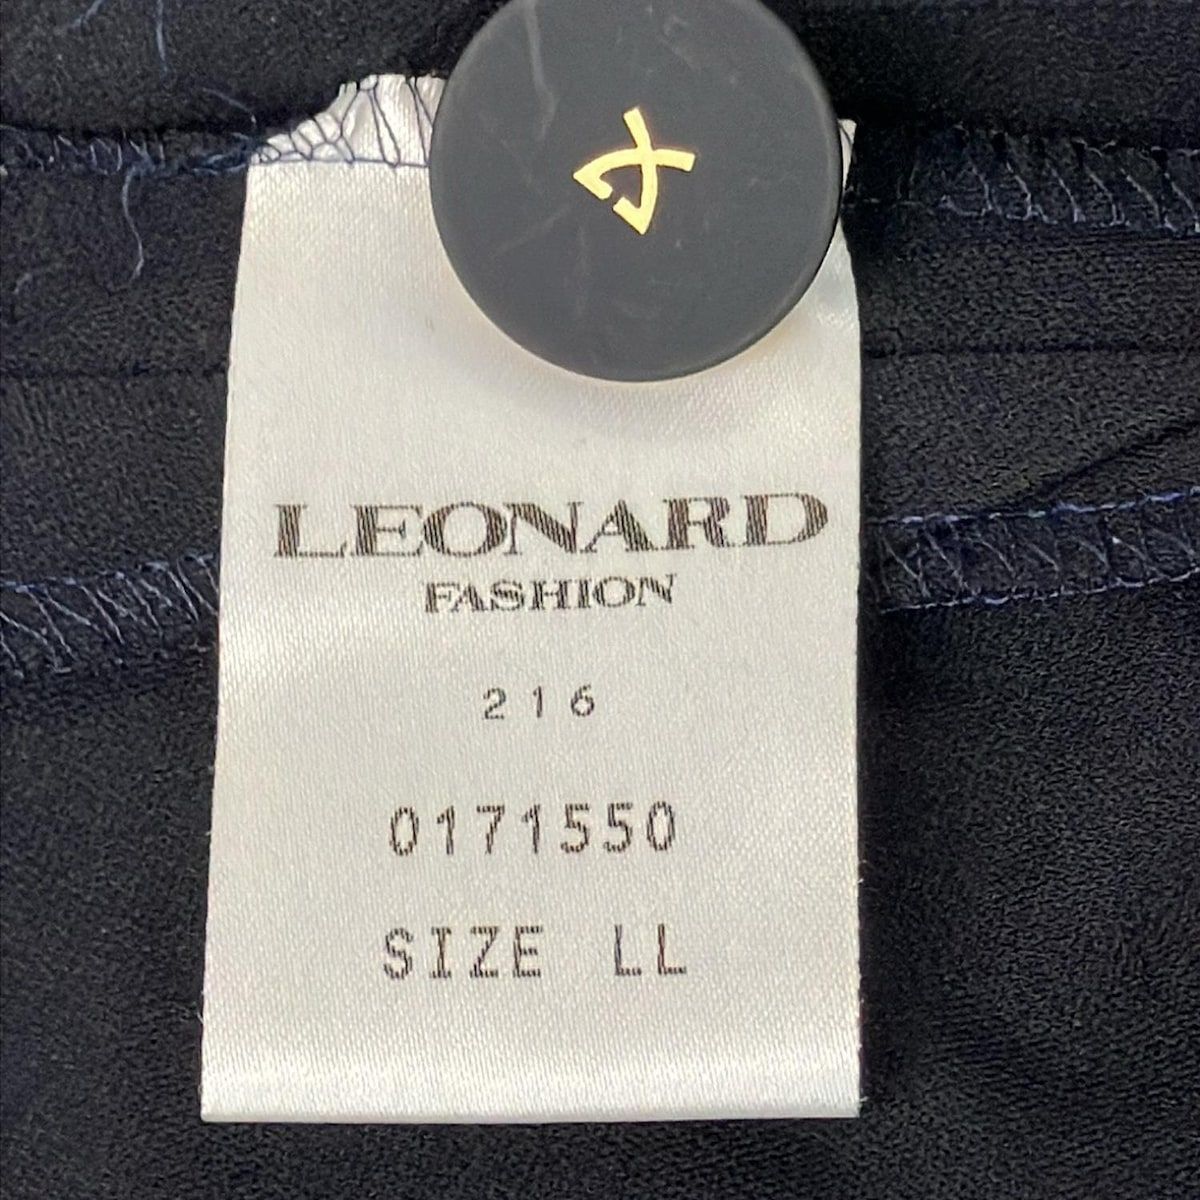 LEONARD
FASHION
216
0171550
SIZE LL